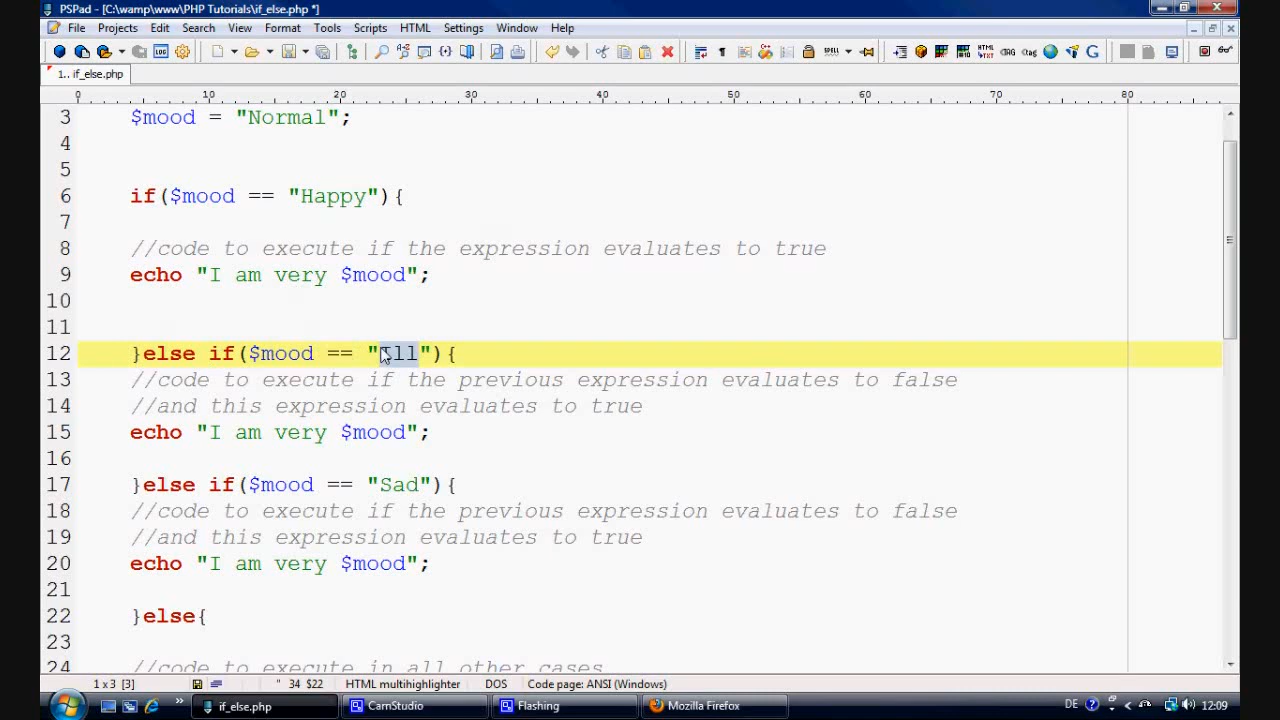 PSPad - [C:\wamp\www\PHP Tutorials\if_else.php *]
File Projects Edit Search View Format Tools Scripts HTML Settings Window Help
1.. if_else.php
0 10 20 30 40 50 60 70 80
3 $mood = "Normal";
4
5
6 if($mood == "Happy"){
7
8 //code to execute if the expression evaluates to true
9 echo "I am very $mood";
10
11
12 }else if($mood == "Ill"){
13 //code to execute if the previous expression evaluates to false
14 //and this expression evaluates to true
15 echo "I am very $mood";
16
17 }else if($mood == "Sad"){
18 //code to execute if the previous expression evaluates to false
19 //and this expression evaluates to true
20 echo "I am very $mood";
21
22 }else{
23
24 //code to execute in all other cases
1 x 3 [3] " 34 $22 HTML multihighlighter DOS Code page: ANSI (Windows)
if_else.php CamStudio Flashing Mozilla Firefox DE 12:09